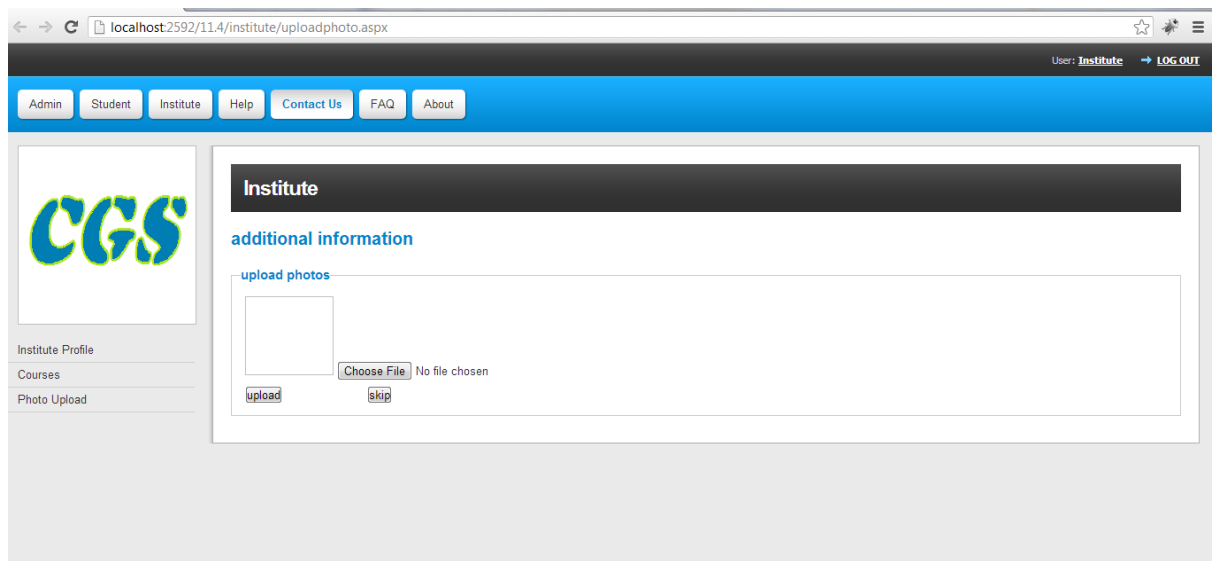 localhost:2592/11.4/institute/uploadphoto.aspx
User: Institute LOG OUT
Admin Student Institute Help Contact Us FAQ About
CGS
Institute Profile
Courses
Photo Upload
Institute
additional information
upload photos
Choose File No file chosen
upload skip